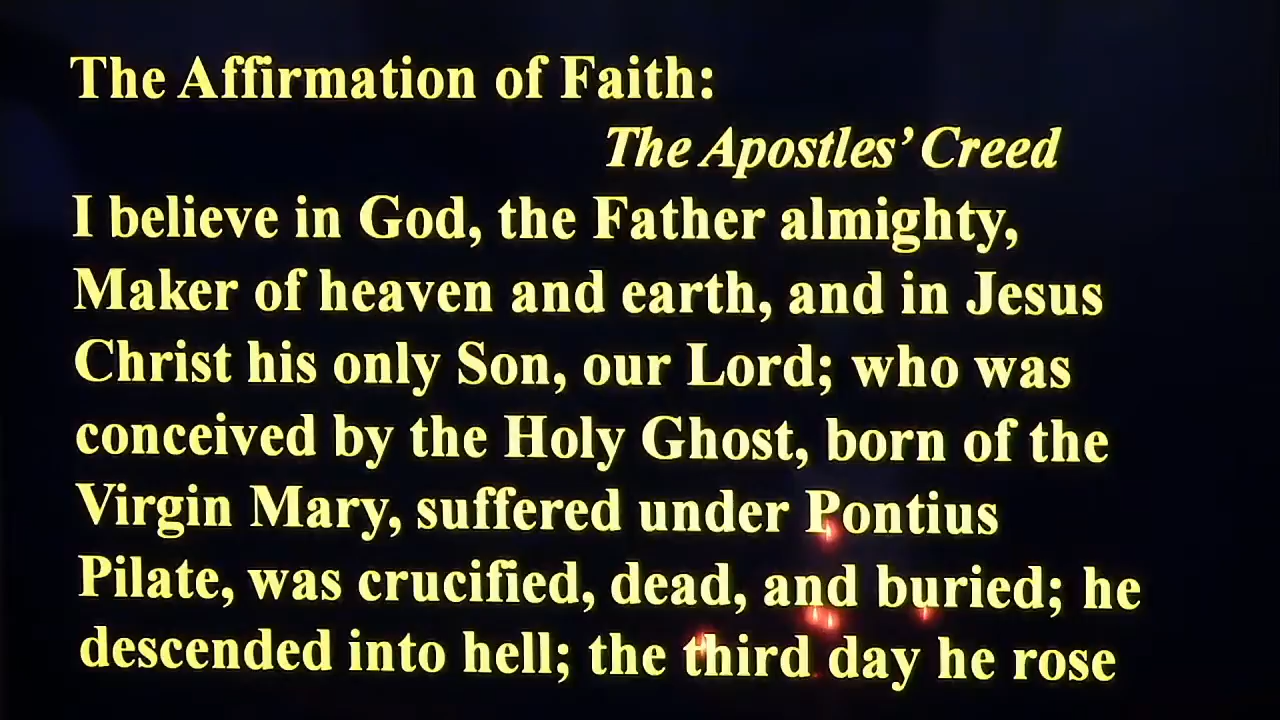 The Affirmation of Faith:
The Apostles’ Creed
I believe in God, the Father almighty,
Maker of heaven and earth, and in Jesus
Christ his only Son, our Lord; who was
conceived by the Holy Ghost, born of the
Virgin Mary, suffered under Pontius
Pilate, was crucified, dead, and buried; he
descended into hell; the third day he rose